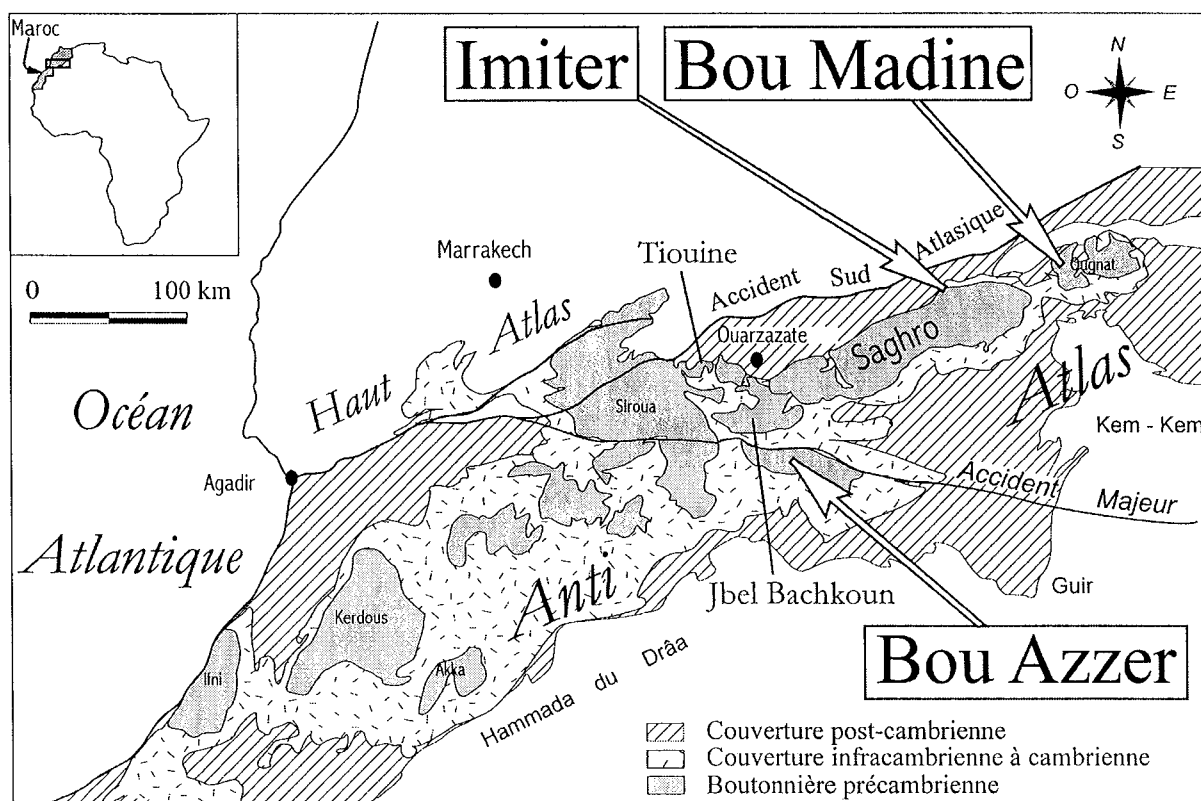 Maroc
Imiter
Bou Madine
N
O
E
S
0
100 km
Marrakech
Tiouine
Accident Sud Atlasique
Ougnat
Haut Atlas
Ouarzazate
Saghro
Siroua
Anti Atlas
Kem - Kem
Océan
Atlantique
Agadir
Accident Majeur
Guir
Jbel Bachkoun
Kerdous
Akka
Ifni
Hammada du Drâa
Bou Azzer
Couverture post-cambrienne
Couverture infracambrienne à cambrienne
Boutonnière précambrienne